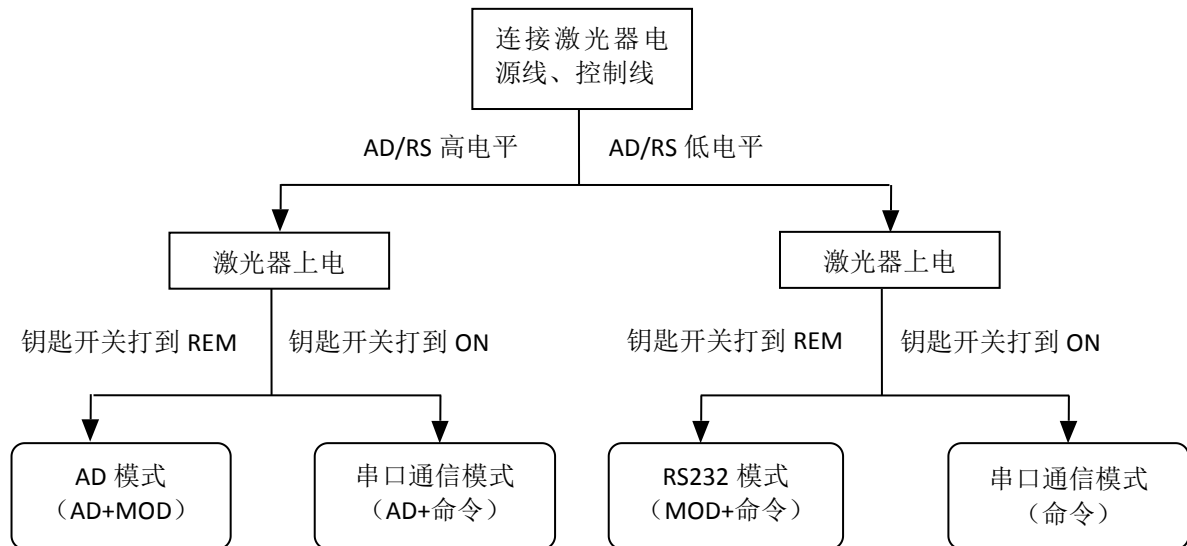 连接激光器电
源线、控制线
AD/RS 高电平
AD/RS 低电平
激光器上电
激光器上电
钥匙开关打到 REM
钥匙开关打到 ON
钥匙开关打到 REM
钥匙开关打到 ON
AD 模式
（AD+MOD）
串口通信模式
（AD+命令）
RS232 模式
（MOD+命令）
串口通信模式
（命令）